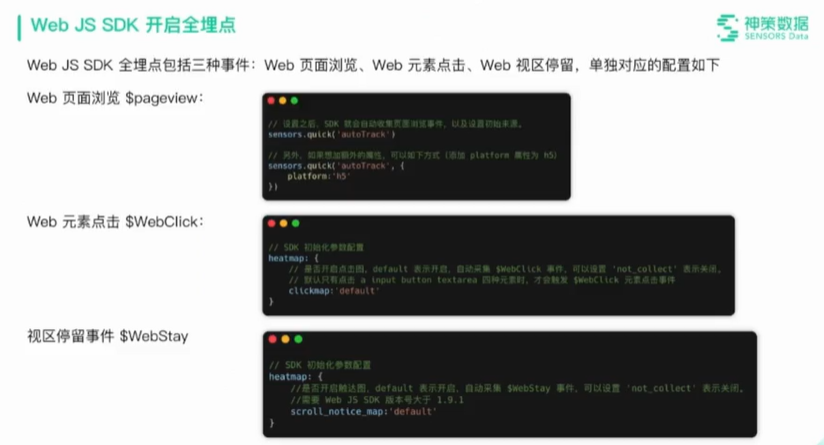 Web JS SDK 开启全埋点
神策数据
SENSORS Data
Web JS SDK 全埋点包括三种事件：Web 页面浏览、Web 元素点击、Web 视区停留，单独对应的配置如下
Web 页面浏览 $pageview：
// 设置之后，SDK 就会自动收集页面浏览事件，以及设置初始来源。
sensors.quick('autoTrack')
// 另外，如果想加额外的属性，可以如下方式（添加 platform 属性为 h5）
sensors.quick('autoTrack', {
platform:'h5'
})
Web 元素点击 $WebClick：
// SDK 初始化参数配置
heatmap: {
// 是否开启点击图，default 表示开启，自动采集 $WebClick 事件，可以设置 'not_collect' 表示关闭。
// 默认只有点击 a input button textarea 四种元素时，才会触发 $WebClick 元素点击事件
clickmap:'default'
}
视区停留事件 $WebStay
// SDK 初始化参数配置
heatmap: {
//是否开启触达图，default 表示开启，自动采集 $WebStay 事件，可以设置 'not_collect' 表示关闭。
//需要 Web JS SDK 版本号大于 1.9.1
scroll_notice_map:'default'
}